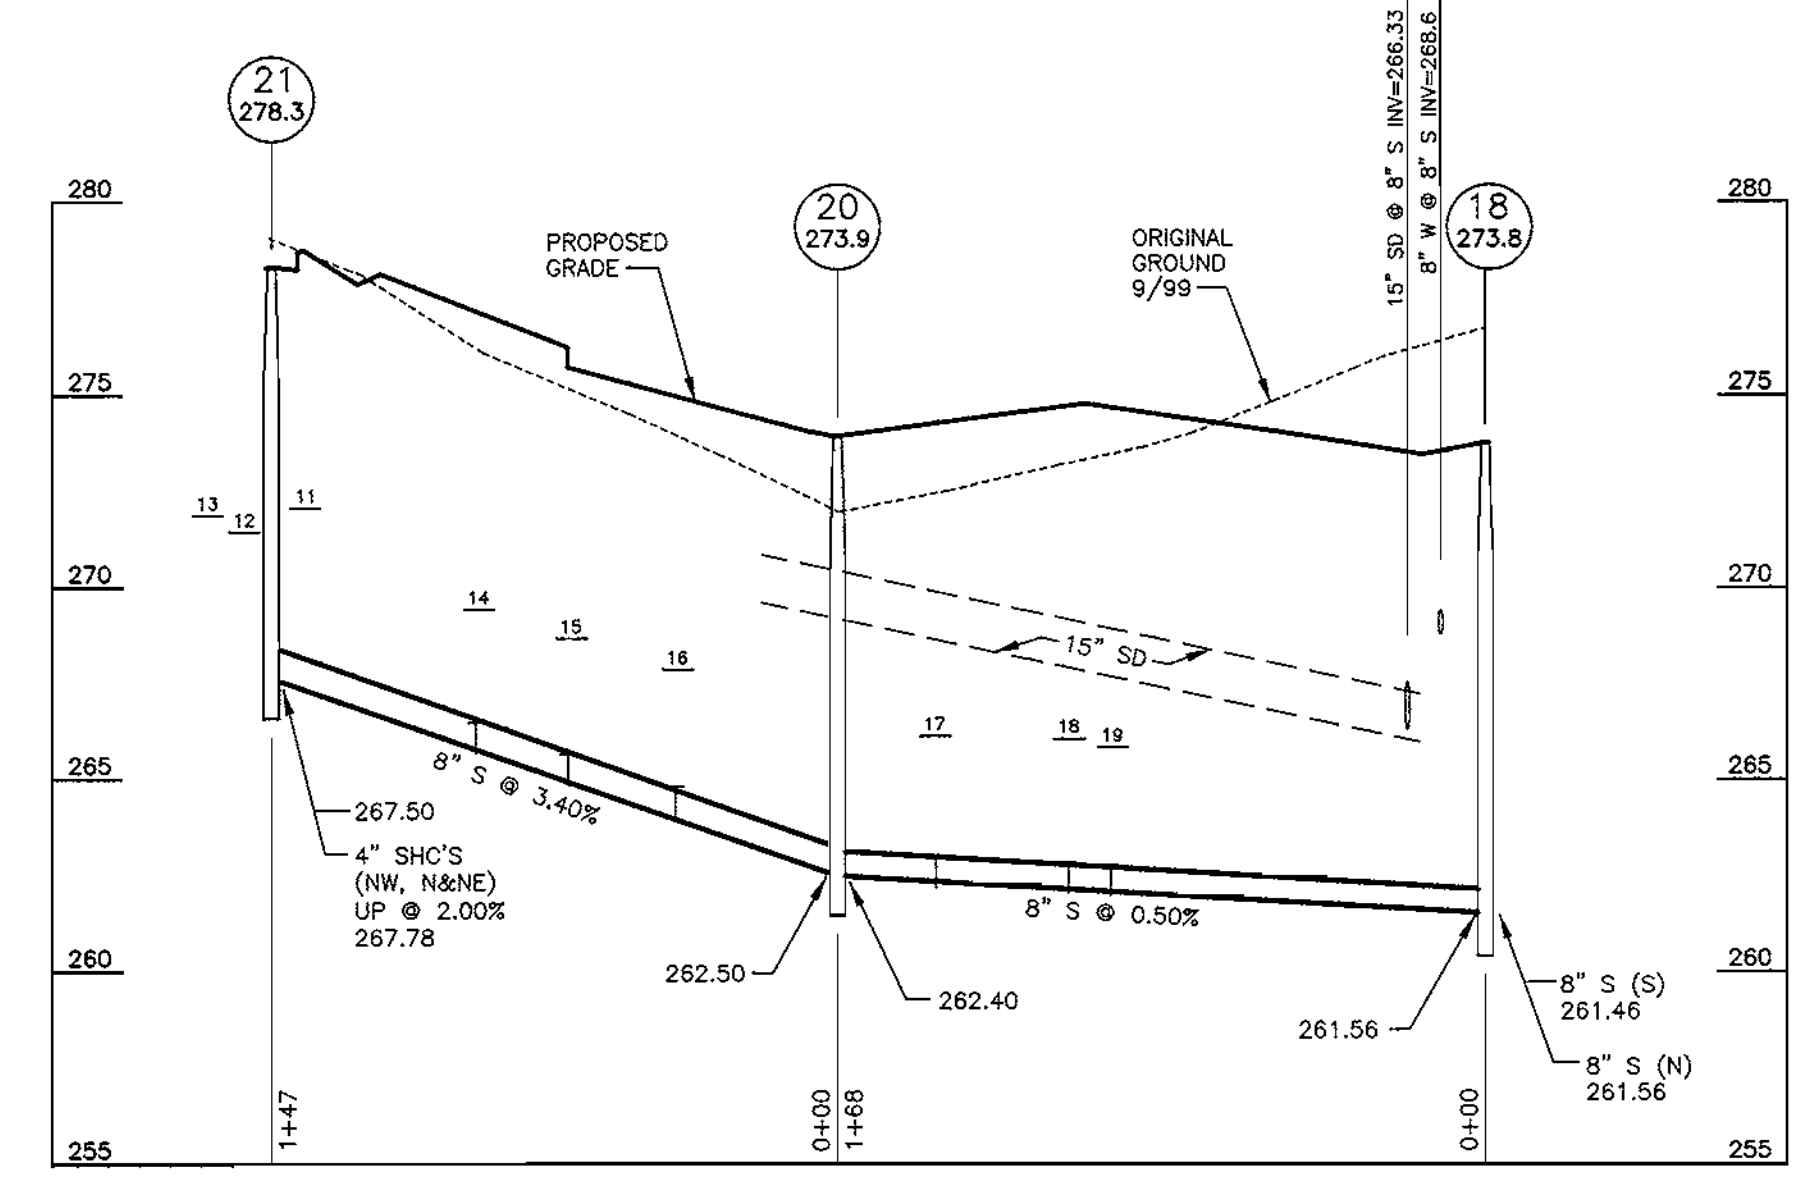 15" SD @ 8" S INV=266.33
8" W @ 8" S INV=268.6
21
278.3
20
273.9
18
273.8
280
280
PROPOSED
GRADE
ORIGINAL
GROUND
9/99
275
275
13
12
11
270
270
14
15
16
15" SD
17
18
19
265
265
8" S @ 3.40%
267.50
4" SHC'S
(NW, N&NE)
UP @ 2.00%
267.78
8" S @ 0.50%
260
260
262.50
262.40
261.56
8" S (S)
261.46
8" S (N)
261.56
1+47
0+00
1+68
0+00
255
255